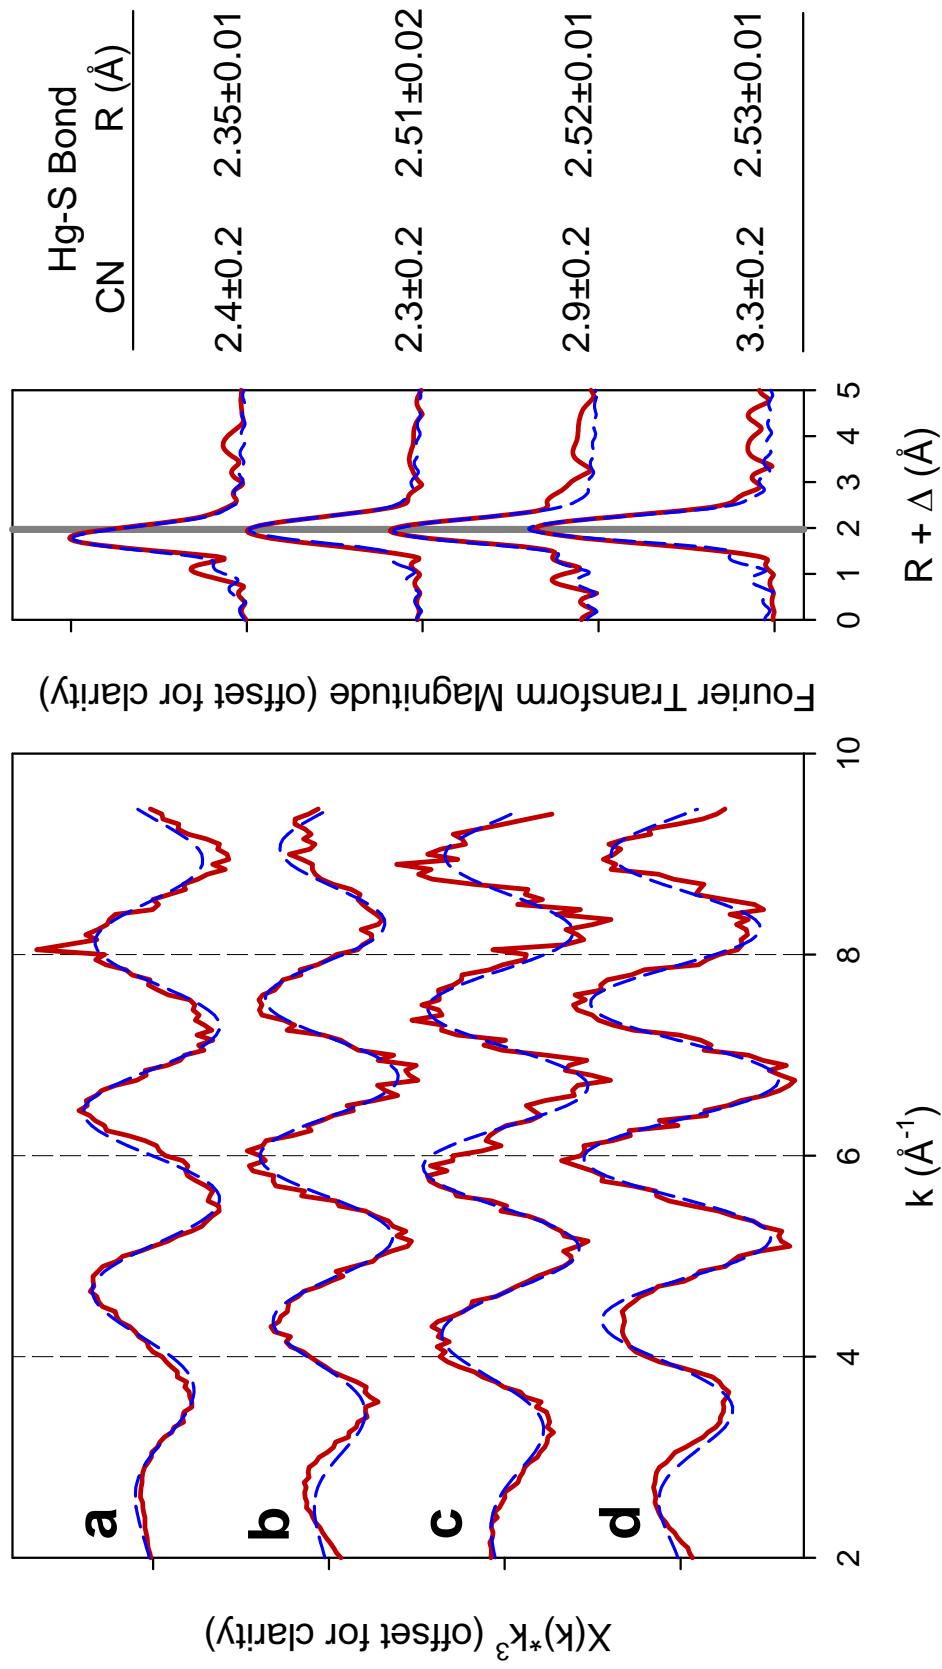 X(k)*k³ (offset for clarity)
a
b
c
d
2
4
6
8
10
k (Å⁻¹)
Fourier Transform Magnitude (offset for clarity)
0
1
2
3
4
5
R + Δ (Å)
Hg-S Bond
CN R (Å)
2.4±0.2 2.35±0.01
2.3±0.2 2.51±0.02
2.9±0.2 2.52±0.01
3.3±0.2 2.53±0.01